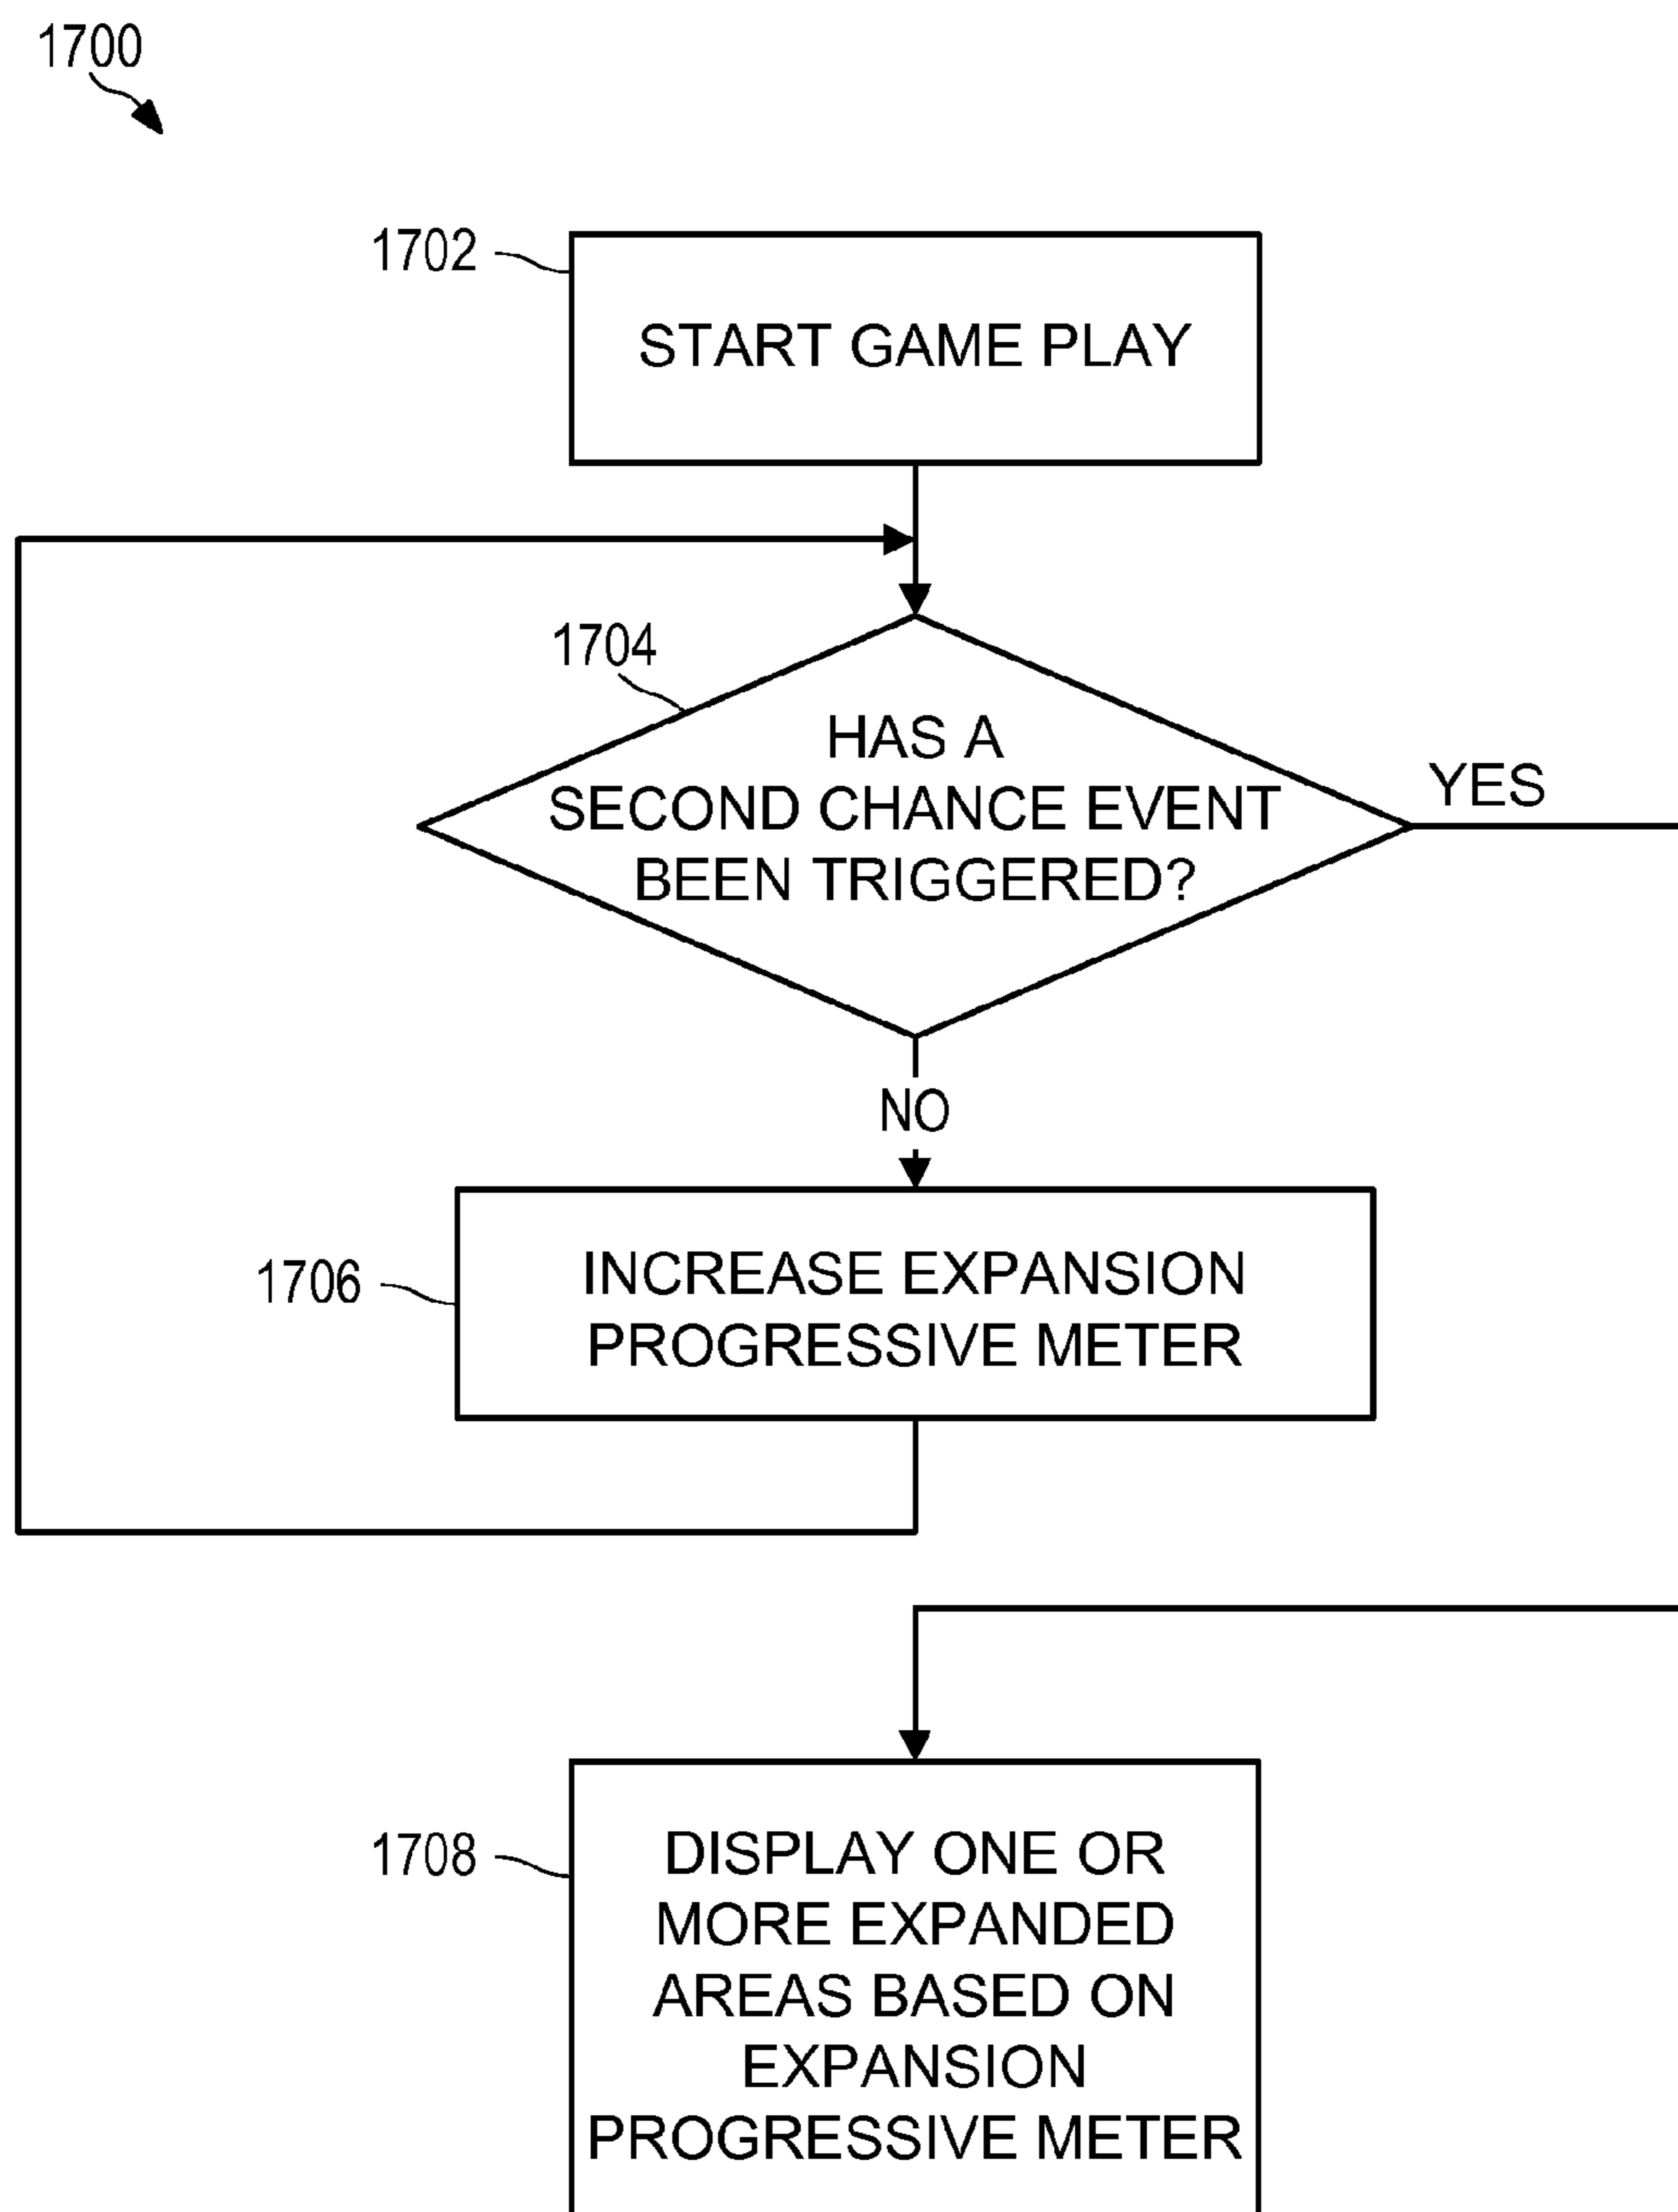 1700
1702
START GAME PLAY
1704
HAS A
SECOND CHANCE EVENT
BEEN TRIGGERED?
YES
NO
1706
INCREASE EXPANSION
PROGRESSIVE METER
1708
DISPLAY ONE OR
MORE EXPANDED
AREAS BASED ON
EXPANSION
PROGRESSIVE METER